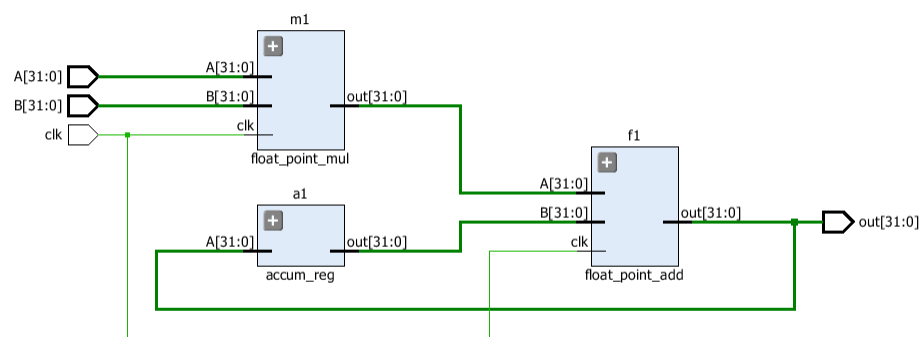 m1
A[31:0]
A[31:0]
B[31:0]
B[31:0]
out[31:0]
clk
clk
float_point_mul
f1
a1
A[31:0]
B[31:0]
out[31:0]
out[31:0]
A[31:0]
out[31:0]
clk
accum_reg
float_point_add